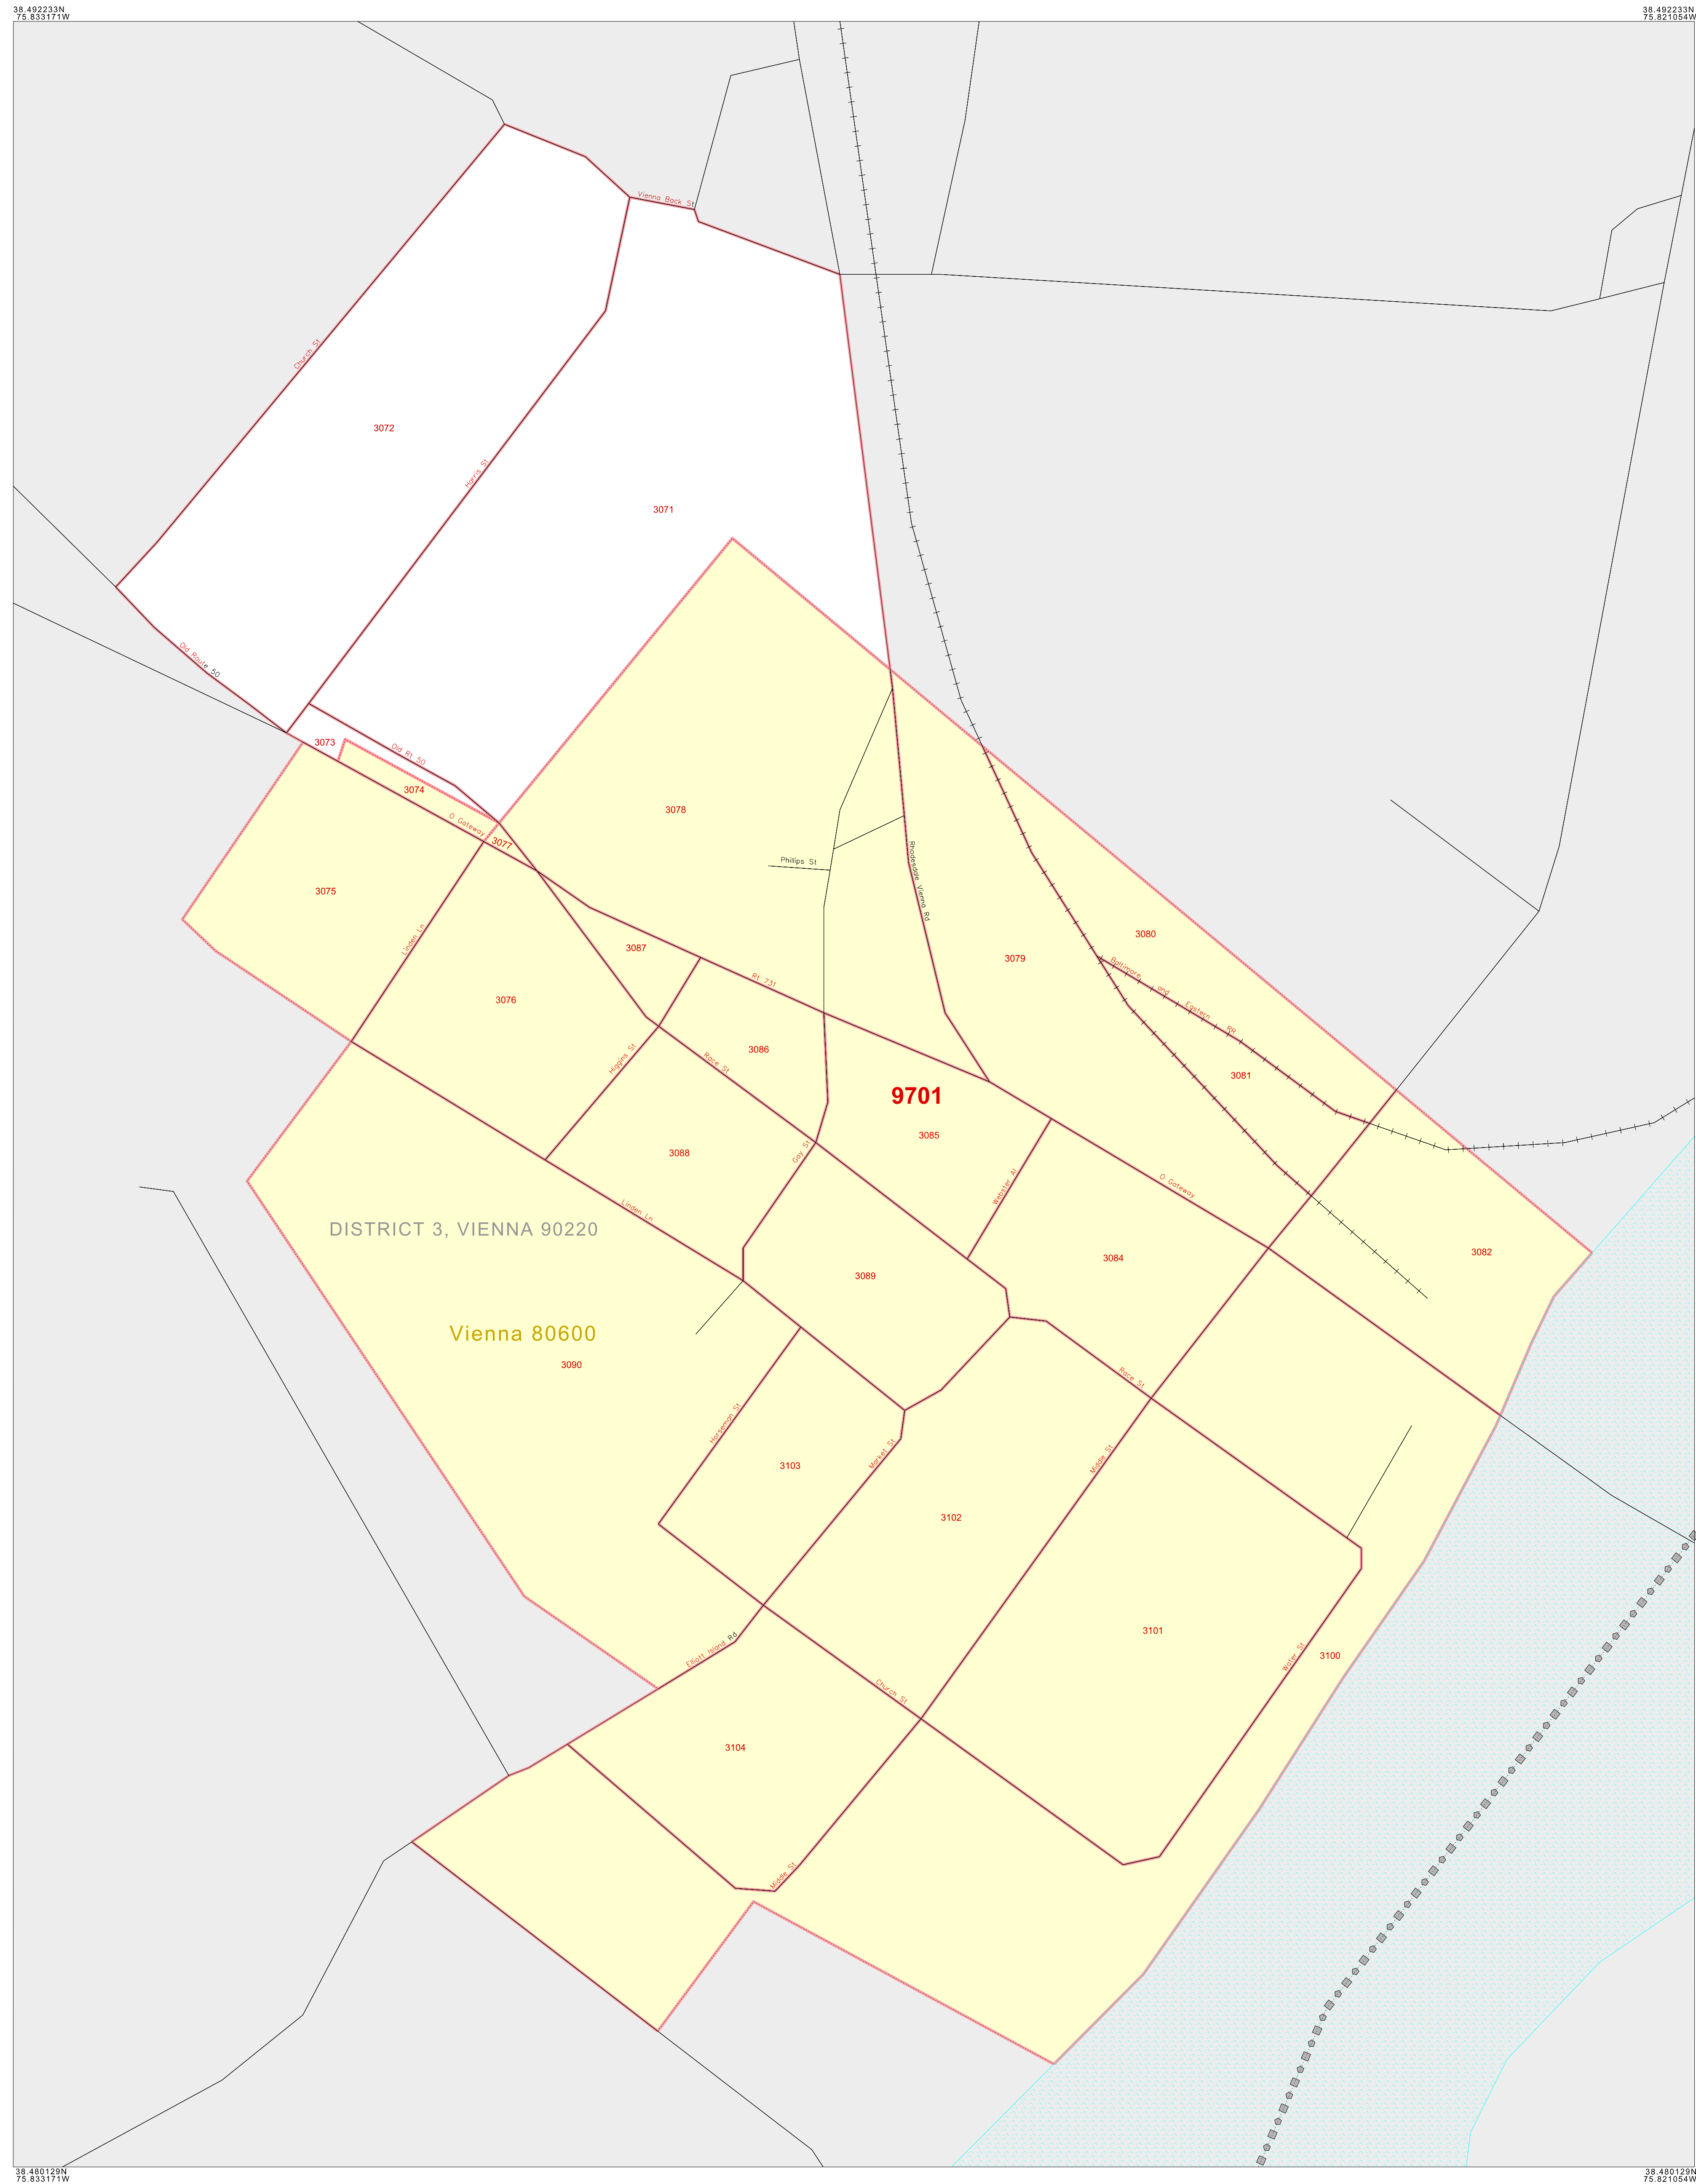 38.492233N
75.833171W
38.492233N
75.821054W
Vienna Back St
Church St
3072
Harris St
3071
Old Route 50
3073
Old Rt 50
3074
3078
O Gateway
3077
Phillips St
Rhodesdale Vienna Rd
3075
Linden Ln
3087
3080
3079
Baltimore and Eastern RR
Rt 731
3076
Higgins St
Race St
3086
3081
9701
3085
Gay St
3088
Webster Al
O Gateway
Linden Ln
DISTRICT 3, VIENNA 90220
3082
3084
3089
Vienna 80600
3090
Race St
Horseman St
Market St
Middle St
3103
3102
3101
Water St
3100
Elliott Island Rd
Church St
3104
Middle St
38.480129N
75.833171W
38.480129N
75.821054W